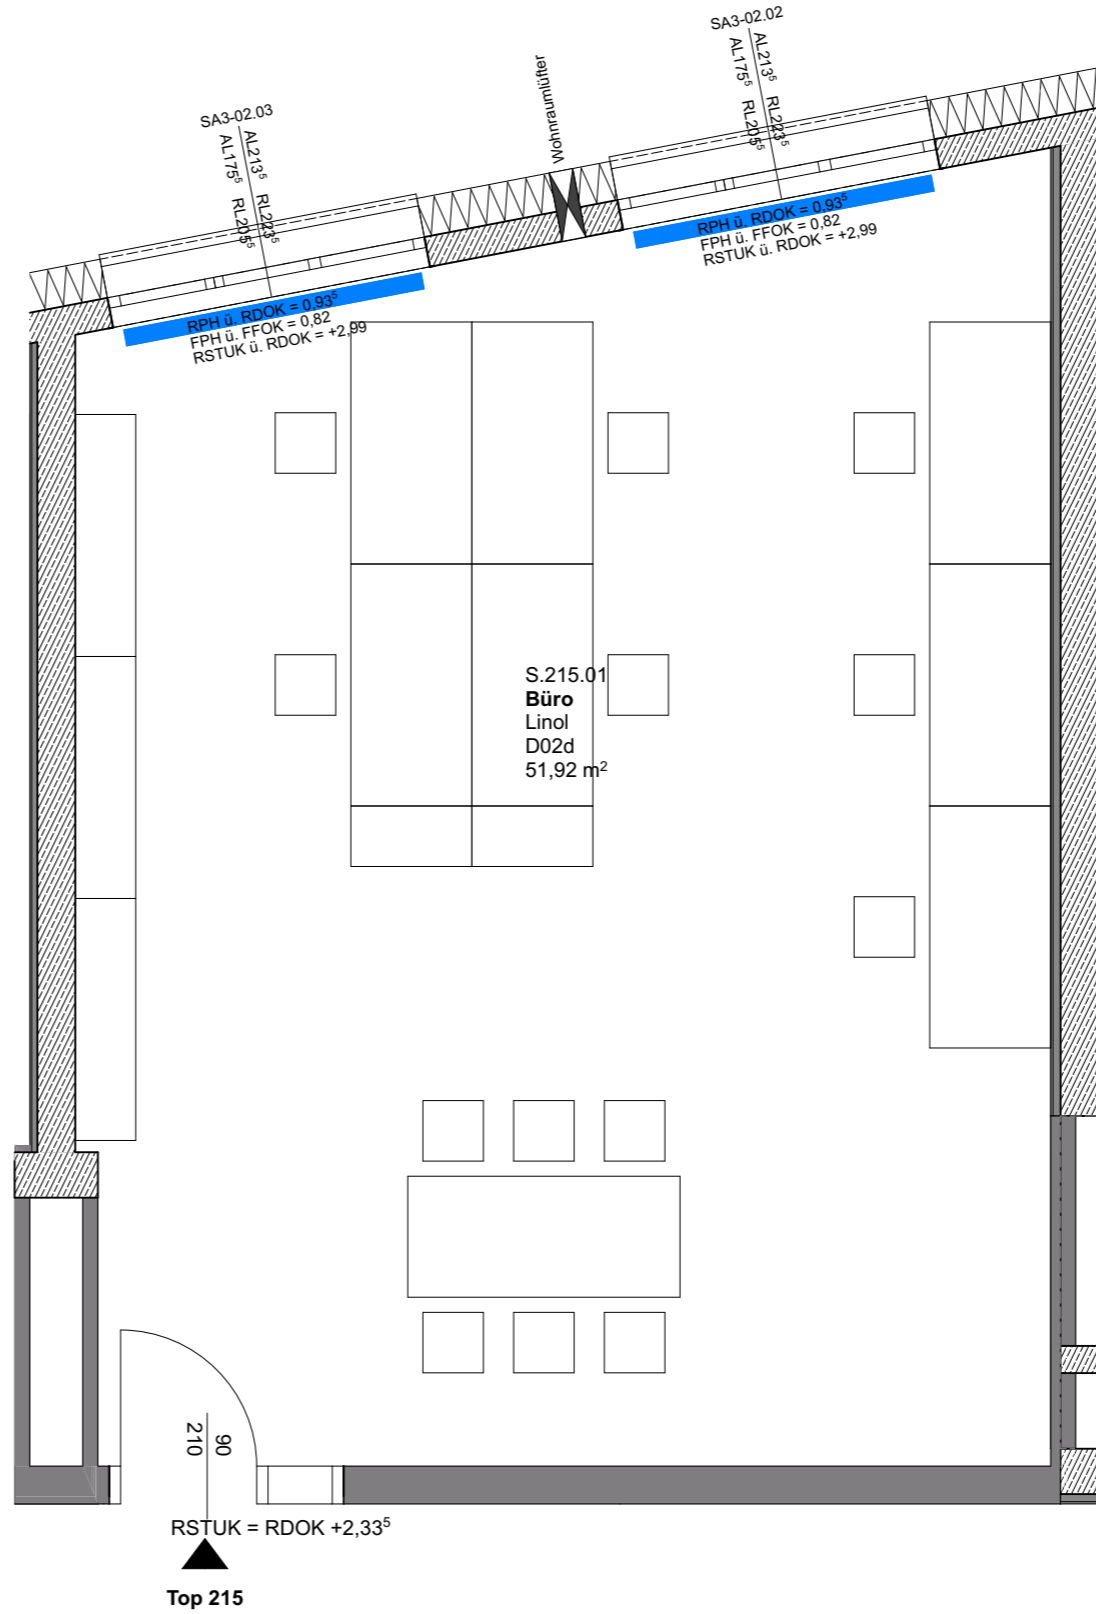 SA3-02.02
AL213⁵ RL223⁵
AL175⁵ RL205⁵
Wohnraumlüfter
SA3-02.03
AL213⁵ RL223⁵
AL175⁵ RL205⁵
RPH ü. RDOK = 0,93⁵
FPH ü. FFOK = 0,82
RSTUK ü. RDOK = +2,99
RPH ü. RDOK = 0,93⁵
FPH ü. FFOK = 0,82
RSTUK ü. RDOK = +2,99
S.215.01
Büro
Linol
D02d
51,92 m²
90
210
RSTUK = RDOK +2,33⁵
Top 215